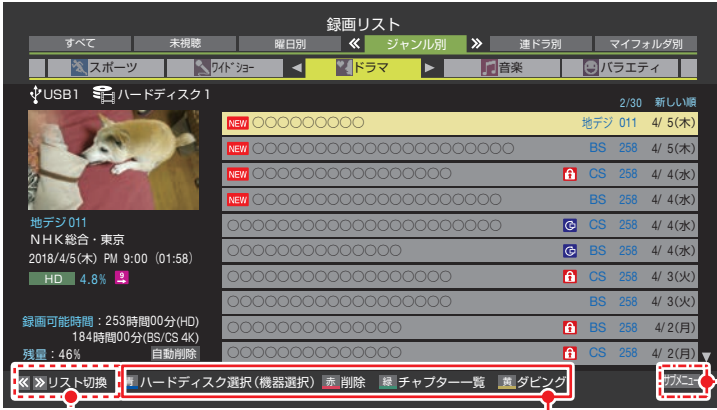 録画リスト
すべて 未視聴 曜日別 ≪ ジャンル別 ≫ 連ドラ別 マイフォルダ別
スポーツ ワイドショー ◀ ドラマ ▶ 音楽 バラエティ
USB1 ハードディスク1
2/30 新しい順
NEW ○○○○○○○○○ 地デジ 011 4/ 5(木)
NEW ○○○○○○○○○○○○○○○○○○○○○ BS 258 4/ 5(木)
NEW ○○○○○○○○○○○○○○○○ CS 258 4/ 4(水)
NEW ○○○○○○○○○○○○○○○○○○○○ BS 258 4/ 4(水)
○○○○○○○○○○○○○○○○○○○○○○ CS 258 4/ 4(水)
○○○○○○○○○○○○○○ BS 258 4/ 4(水)
○○○○○○○○○○○○○○○○○○ CS 258 4/ 3(火)
○○○○○○○○○○○○○○○○○○ BS 258 4/ 3(火)
○○○○○○○○○○○○○○ BS 258 4/ 2(月)
○○○○○○○○○○○○○○○○○○ CS 258 4/ 2(月)
地デジ 011
NHK総合・東京
2018/4/5(木) PM 9:00 (01:58)
HD 4.8% 9
録画可能時間：253時間00分(HD)
184時間00分(BS/CS 4K)
残量：46% 自動削除
≪ ≫ リスト切換 青 ハードディスク選択(機器選択) 赤 削除 緑 チャプター一覧 黄 ダビング サブメニュー